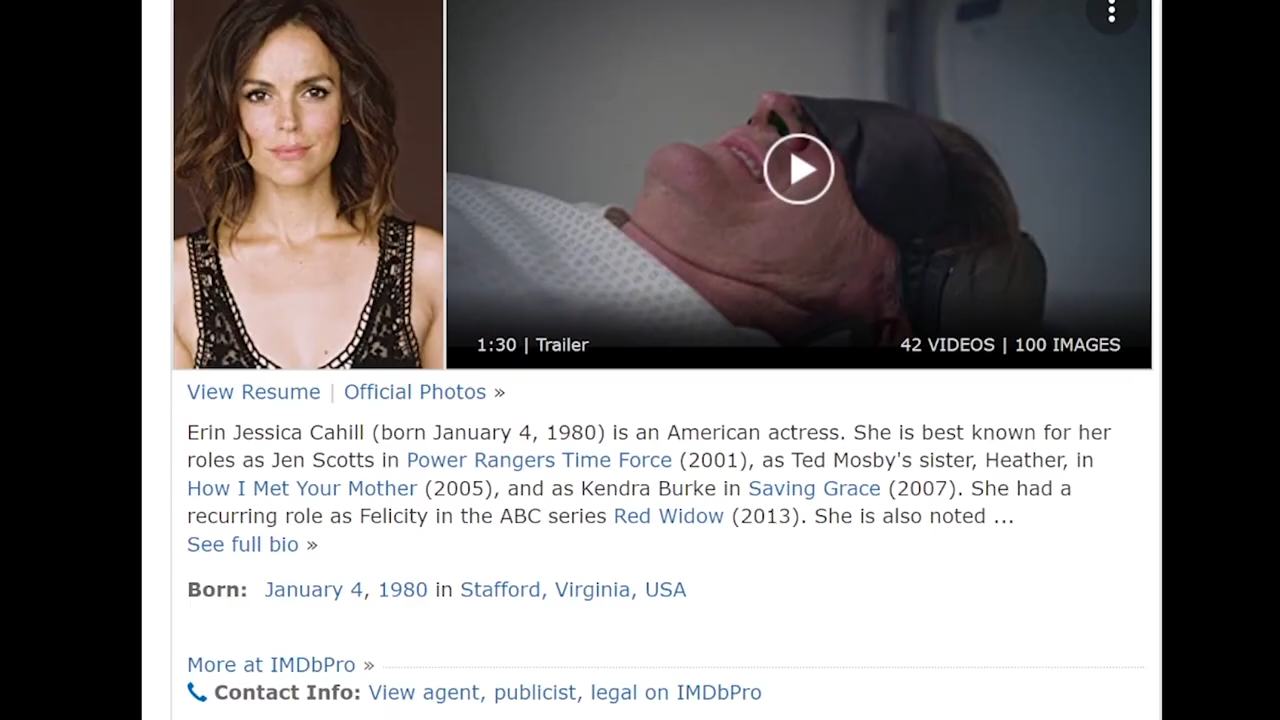 1:30 | Trailer
42 VIDEOS | 100 IMAGES
View Resume | Official Photos »
Erin Jessica Cahill (born January 4, 1980) is an American actress. She is best known for her
roles as Jen Scotts in Power Rangers Time Force (2001), as Ted Mosby's sister, Heather, in
How I Met Your Mother (2005), and as Kendra Burke in Saving Grace (2007). She had a
recurring role as Felicity in the ABC series Red Widow (2013). She is also noted ...
See full bio »
Born: January 4, 1980 in Stafford, Virginia, USA
More at IMDbPro »
Contact Info: View agent, publicist, legal on IMDbPro